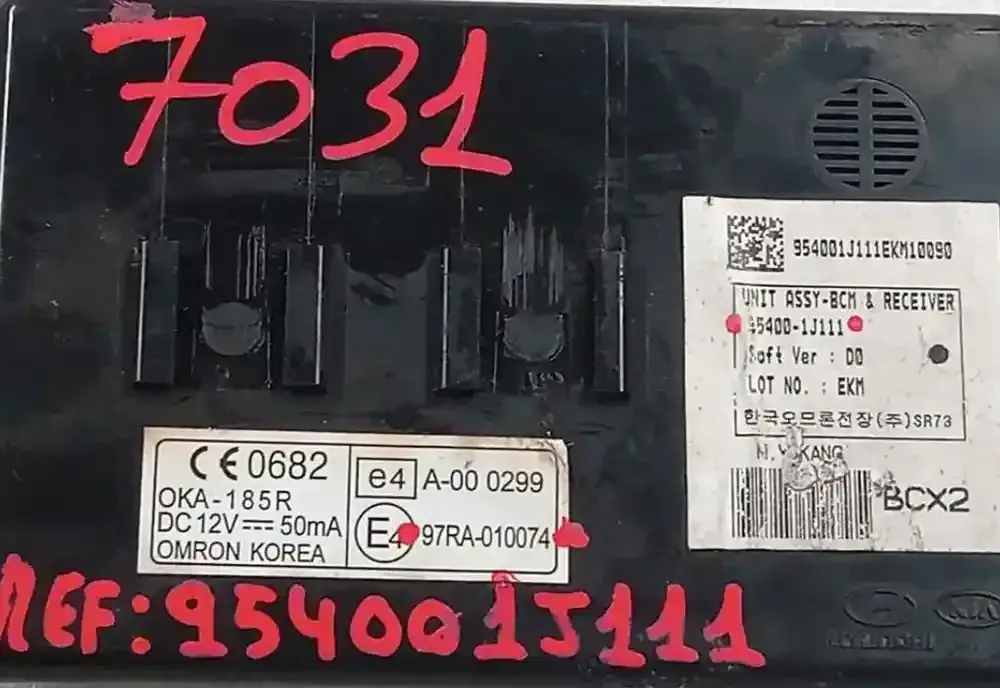 7031
954001J111EKM10090
UNIT ASSY-BCM & RECEIVER
95400-1J111
Soft Ver : D0
LOT NO. : EKM
한국오므론전장(주)SR73
BCX2
CE0682
OKA-185R
DC 12V 50mA
OMRON KOREA
e4 A-00 0299
E4 97RA-010074
REF:954001J111
KIA